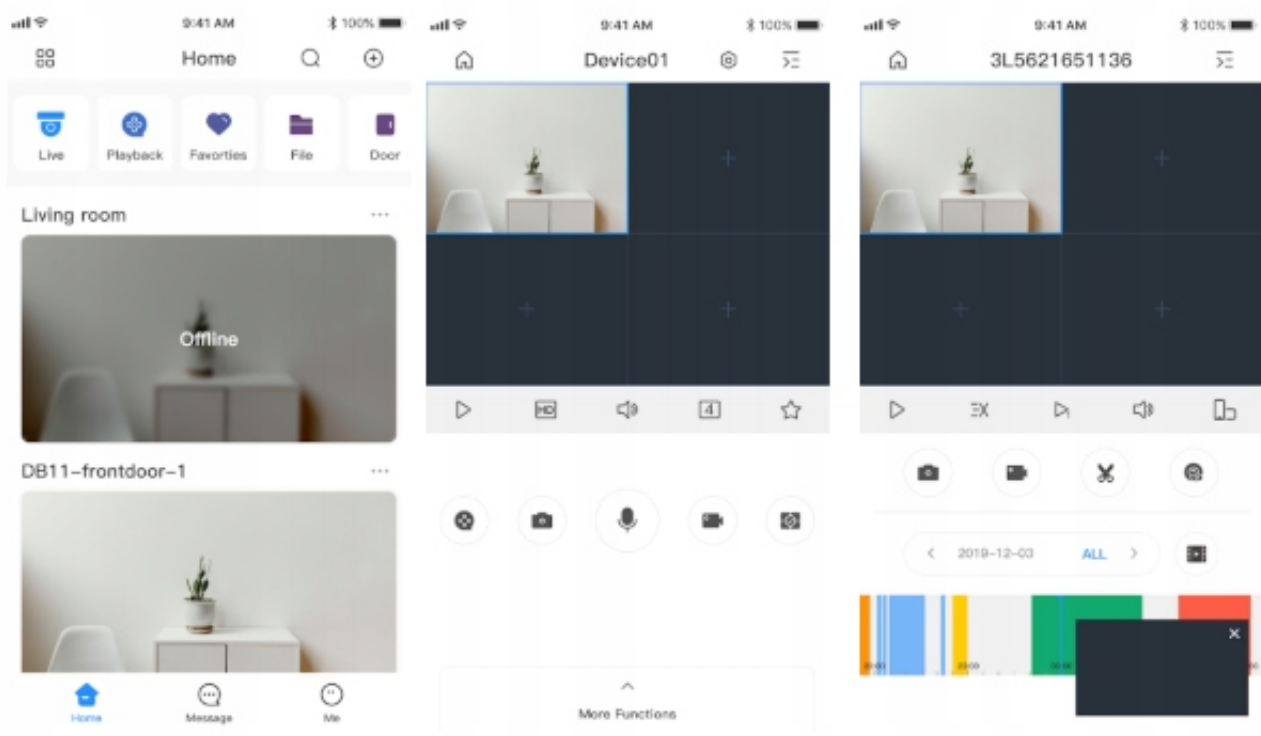 9:41 AM
100%
Home
Live
Playback
Favorties
File
Door
Living room
Offline
DB11-frontdoor-1
Home
Message
Me
9:41 AM
100%
Device01
HD
4
More Functions
9:41 AM
100%
3L5621651136
2019-12-03
ALL